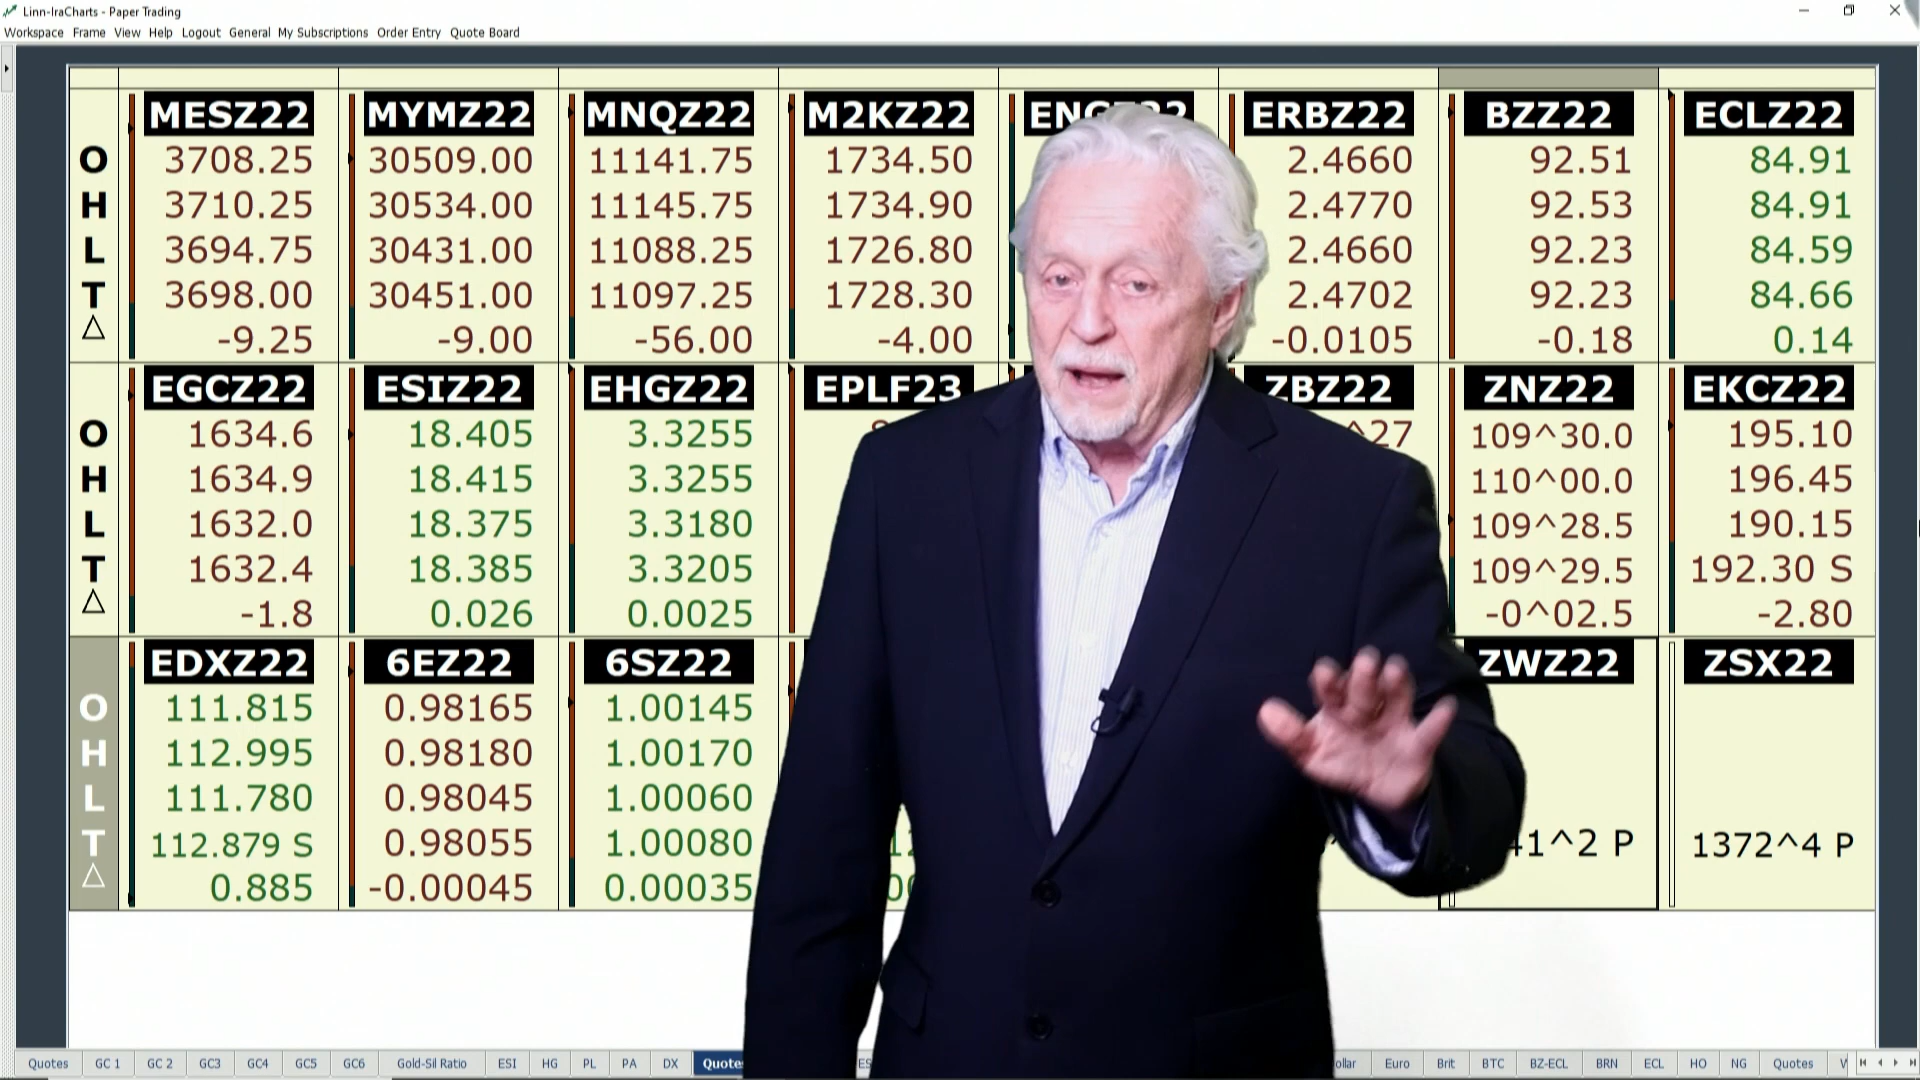 Linn-IraCharts - Paper Trading
Workspace Frame View Help Logout General My Subscriptions Order Entry Quote Board
MESZ22 MYMZ22 MNQZ22 M2KZ22 ERBZ22 BZZ22 ECLZ22
O 3708.25 30509.00 11141.75 1734.50 2.4660 92.51 84.91
H 3710.25 30534.00 11145.75 1734.90 2.4770 92.53 84.91
L 3694.75 30431.00 11088.25 1726.80 2.4660 92.23 84.59
T 3698.00 30451.00 11097.25 1728.30 2.4702 92.23 84.66
△ -9.25 -9.00 -56.00 -4.00 -0.0105 -0.18 0.14
EGCZ22 ESIZ22 EHGZ22 EPLF23 ZBZ22 ZNZ22 EKCZ22
O 1634.6 18.405 3.3255 ^27 109^30.0 195.10
H 1634.9 18.415 3.3255 110^00.0 196.45
L 1632.0 18.375 3.3180 109^28.5 190.15
T 1632.4 18.385 3.3205 109^29.5 192.30 S
△ -1.8 0.026 0.0025 -0^02.5 -2.80
EDXZ22 6EZ22 6SZ22 ZWZ22 ZSX22
O 111.815 0.98165 1.00145
H 112.995 0.98180 1.00170
L 111.780 0.98045 1.00060
T 112.879 S 0.98055 1.00080 41^2 P 1372^4 P
△ 0.885 -0.00045 0.00035
Quotes GC 1 GC 2 GC3 GC4 GC5 GC6 Gold-Sil Ratio ESI HG PL PA DX Quotes ES ollar Euro Brit BTC BZ-ECL BRN ECL HO NG Quotes